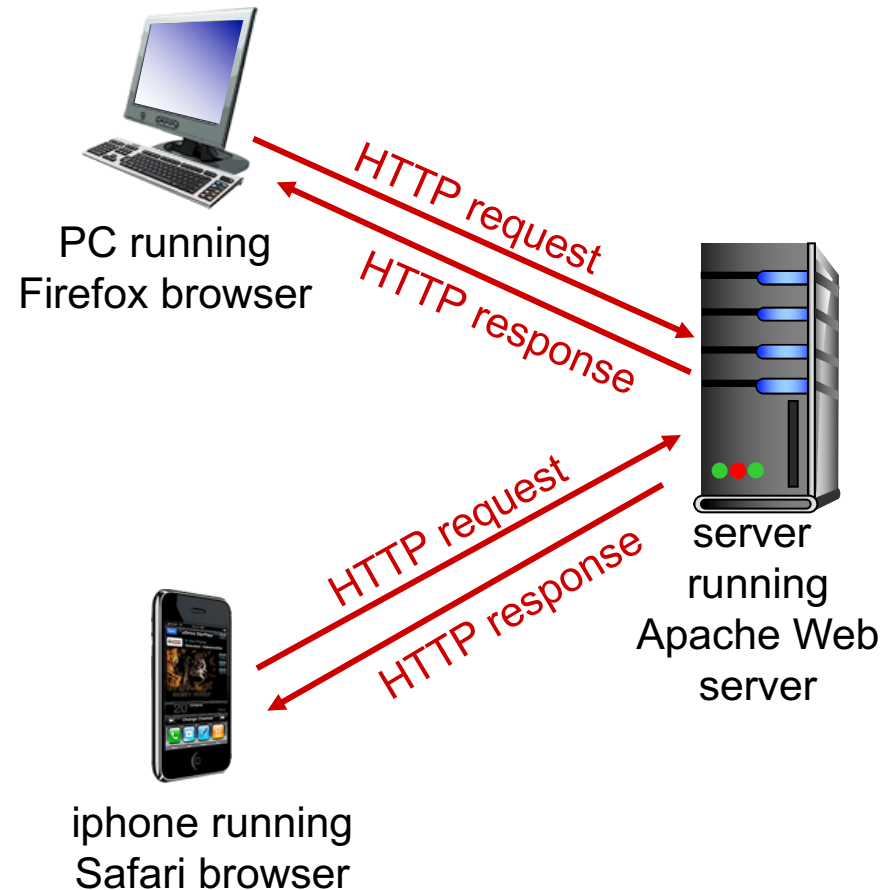 HTTP request
HTTP response
PC running
Firefox browser
HTTP request
HTTP response
server
running
Apache Web
server
iphone running
Safari browser